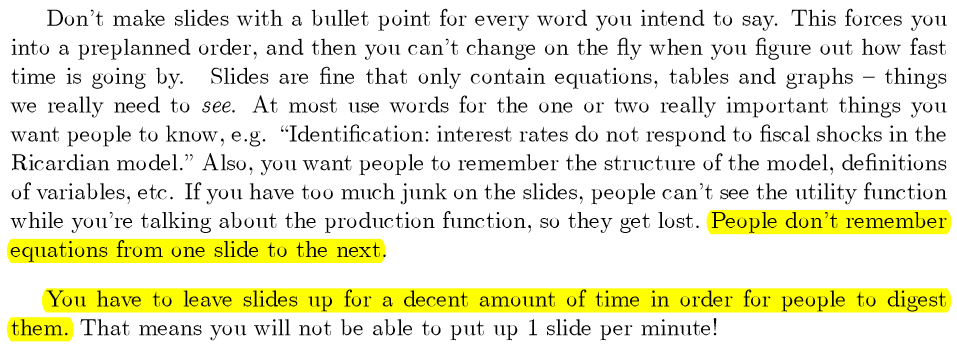 Don't make slides with a bullet point for every word you intend to say. This forces you
into a preplanned order, and then you can't change on the fly when you figure out how fast
time is going by. Slides are fine that only contain equations, tables and graphs – things
we really need to see. At most use words for the one or two really important things you
want people to know, e.g. “Identification: interest rates do not respond to fiscal shocks in the
Ricardian model.” Also, you want people to remember the structure of the model, definitions
of variables, etc. If you have too much junk on the slides, people can't see the utility function
while you're talking about the production function, so they get lost. People don't remember
equations from one slide to the next.
You have to leave slides up for a decent amount of time in order for people to digest
them. That means you will not be able to put up 1 slide per minute!